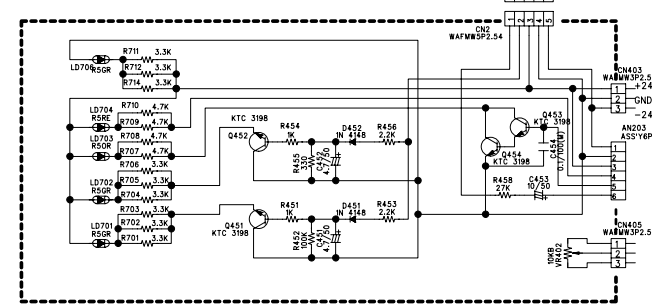 CN2
WAFMW5P2.54
1 2 3 4 5
R711
3.3K
R712
3.3K
R714
3.3K
LD706
R5GR
CN403
WAFMW3P2.5
1
+24
2
GND
3
-24
R710
4.7K
LD704
R5RE
R709
4.7K
LD703
R5OR
R708
4.7K
R707
4.7K
R706
3.3K
LD702
R5GR
R705
3.3K
R704
3.3K
R703
3.3K
LD701
R5GR
R702
3.3K
R701
3.3K
KTC 3198
Q452
R454
1K
D452
1N 4148
R456
2.2K
R455
330
C452
4.7/50
Q451
KTC 3198
R451
1K
D451
1N 4148
R453
2.2K
R452
100K
C451
4.7/50
Q453
KTC 3198
Q454
KTC 3198
C454
0.1/100(M)
R458
27K
C453
10/50
AN203
ASS'Y6P
1
2
3
4
5
6
CN405
WAFMW3P2.5
1
2
3
10KB
VR402